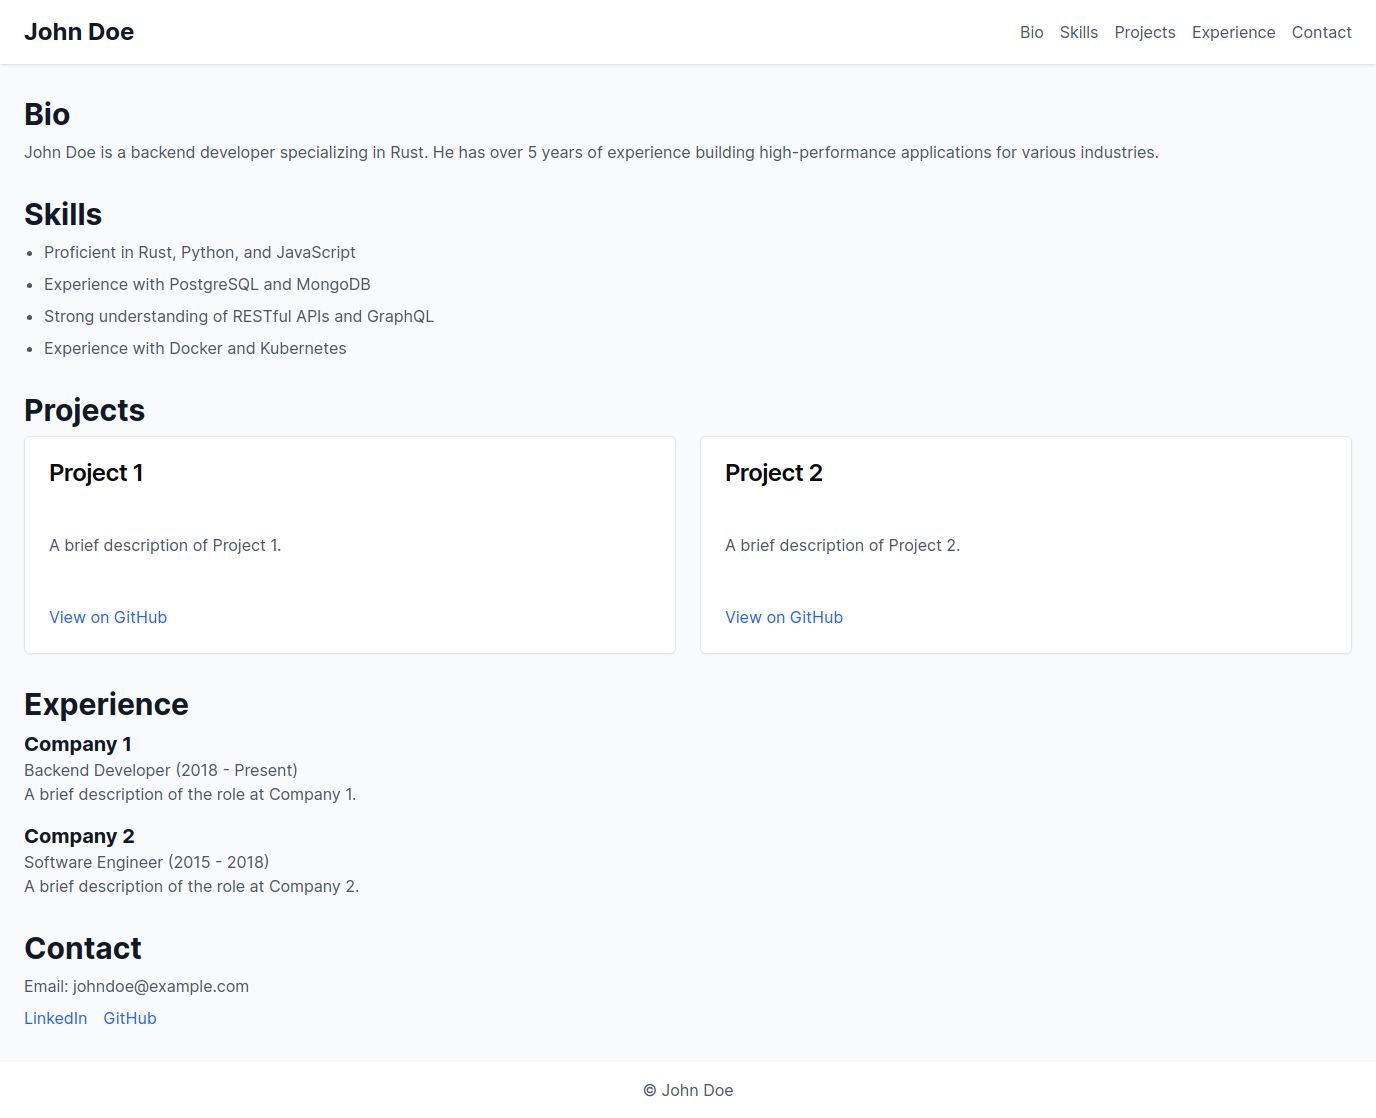 John Doe
Bio Skills Projects Experience Contact
Bio
John Doe is a backend developer specializing in Rust. He has over 5 years of experience building high-performance applications for various industries.
Skills
• Proficient in Rust, Python, and JavaScript
• Experience with PostgreSQL and MongoDB
• Strong understanding of RESTful APIs and GraphQL
• Experience with Docker and Kubernetes
Projects
Project 1
A brief description of Project 1.
View on GitHub
Project 2
A brief description of Project 2.
View on GitHub
Experience
Company 1
Backend Developer (2018 - Present)
A brief description of the role at Company 1.
Company 2
Software Engineer (2015 - 2018)
A brief description of the role at Company 2.
Contact
Email: johndoe@example.com
LinkedIn GitHub
© John Doe